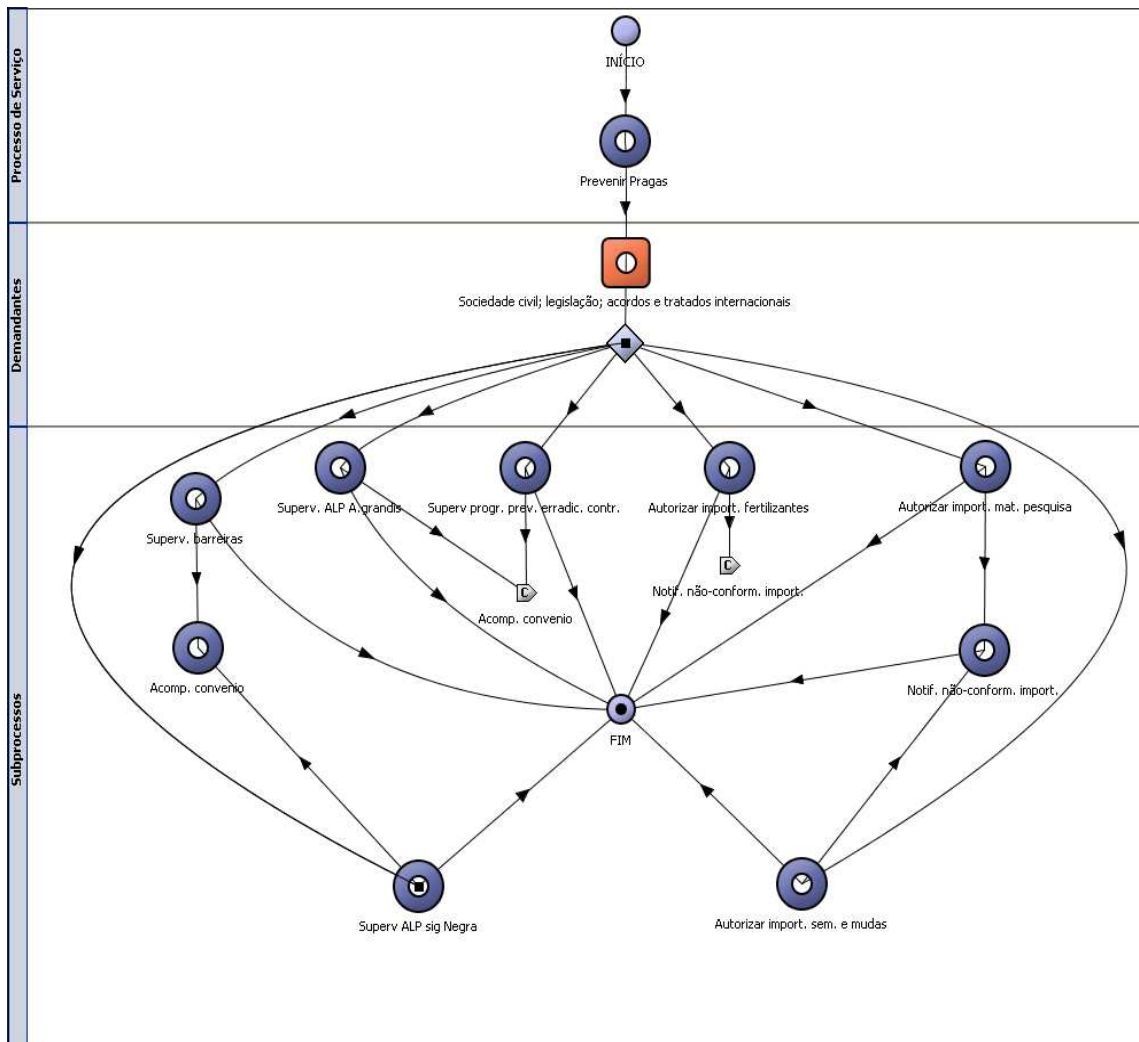 Processo de Serviço
INÍCIO
Prevenir Pragas
Demandantes
Sociedade civil; legislação; acordos e tratados internacionais
Subprocessos
Superv. barreiras
Superv. ALP A.grandis
Superv progr. prev. erradic. contr.
Autorizar import. fertilizantes
Autorizar import. mat. pesquisa
C
Acomp. convenio
C
Notif. não-conform. import.
Acomp. convenio
Notif. não-conform. import.
FIM
Superv ALP sig Negra
Autorizar import. sem. e mudas